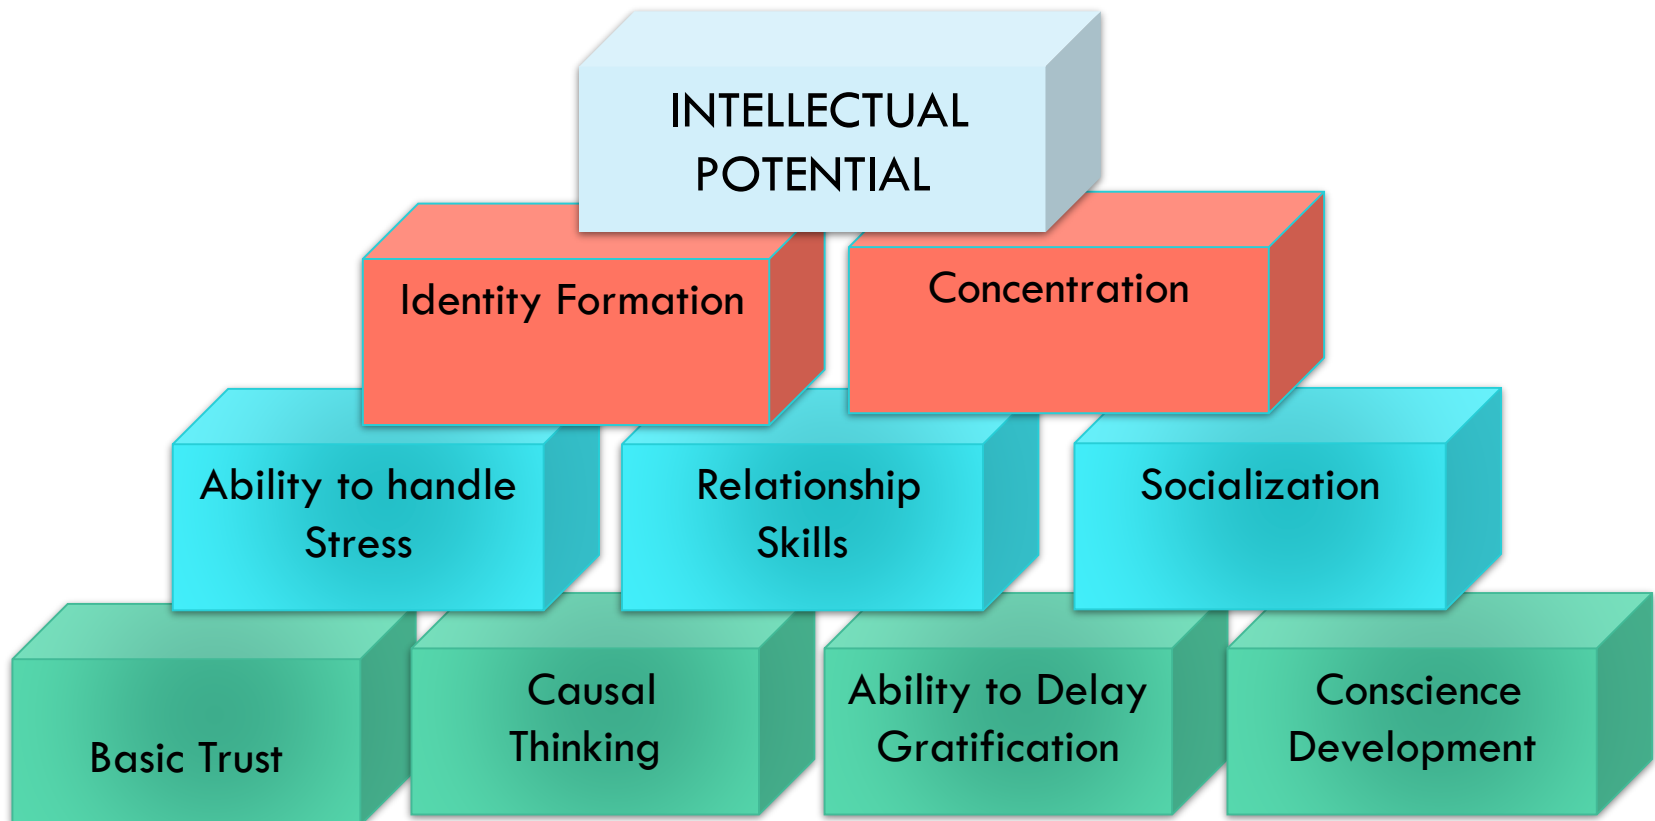 INTELLECTUAL
POTENTIAL
Identity Formation
Concentration
Ability to handle
Stress
Relationship
Skills
Socialization
Basic Trust
Causal
Thinking
Ability to Delay
Gratification
Conscience
Development